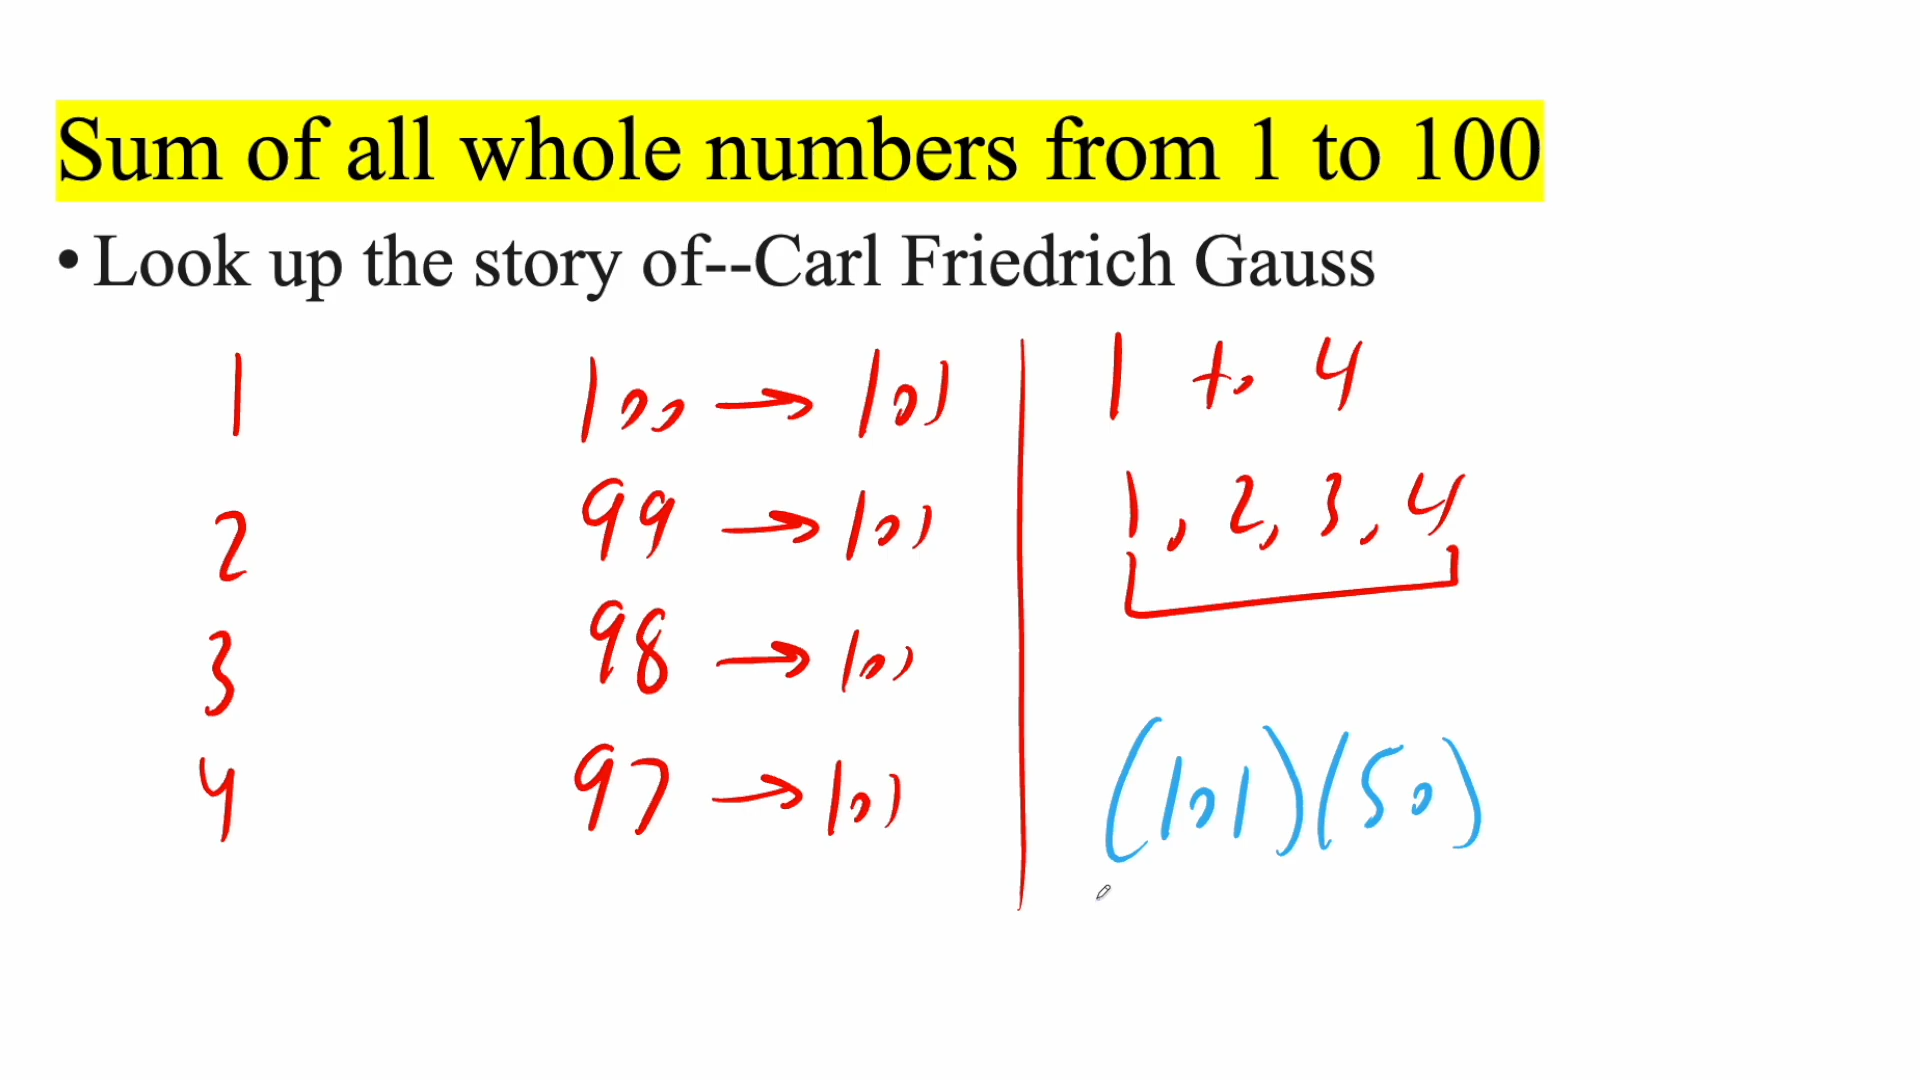 Sum of all whole numbers from 1 to 100
• Look up the story of--Carl Friedrich Gauss
1 100 → 101
2 99 → 101
3 98 → 101
4 97 → 101
1 to 4
1, 2, 3, 4
(101)(50)